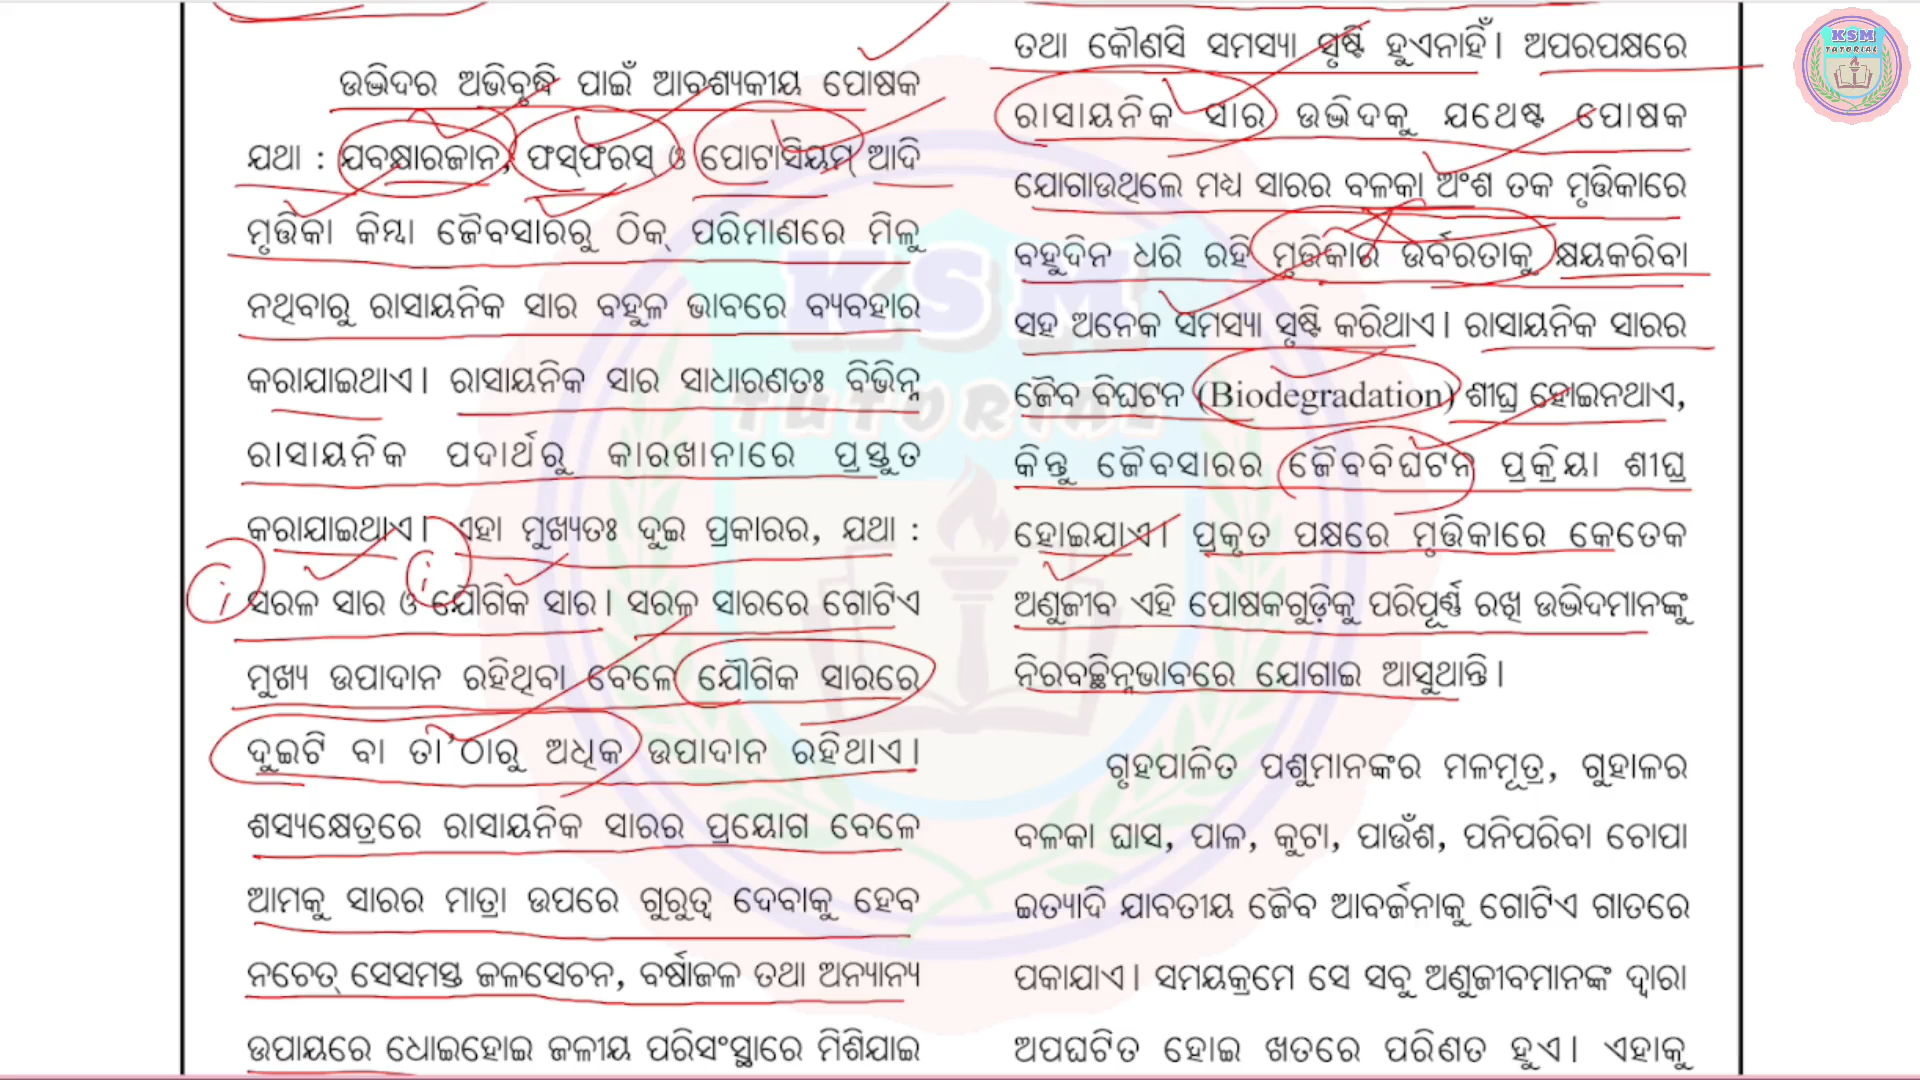 ଉଦ୍ଭିଦର ଅଭିବୃଦ୍ଧି ପାଇଁ ଆବଶ୍ୟକୀୟ ପୋଷକ
ଯଥା : ଯବକ୍ଷାରଜାନ, ଫସ୍‌ଫରସ୍ ଓ ପୋଟାସିୟମ୍ ଆଦି
ମୃତ୍ତିକା କିମ୍ବା ଜୈବସାରରୁ ଠିକ୍ ପରିମାଣରେ ମିଳୁ
ନଥିବାରୁ ରାସାୟନିକ ସାର ବହୁଳ ଭାବରେ ବ୍ୟବହାର
କରାଯାଇଥାଏ। ରାସାୟନିକ ସାର ସାଧାରଣତଃ ବିଭିନ୍ନ
ରାସାୟନିକ ପଦାର୍ଥରୁ କାରଖାନାରେ ପ୍ରସ୍ତୁତ
କରାଯାଇଥାଏ। ଏହା ମୁଖ୍ୟତଃ ଦୁଇ ପ୍ରକାରର, ଯଥା :
ସରଳ ସାର ଓ ଯୌଗିକ ସାର। ସରଳ ସାରରେ ଗୋଟିଏ
ମୁଖ୍ୟ ଉପାଦାନ ରହିଥିବା ବେଳେ ଯୌଗିକ ସାରରେ
ଦୁଇଟି ବା ତା'ଠାରୁ ଅଧିକ ଉପାଦାନ ରହିଥାଏ।
ଶସ୍ୟକ୍ଷେତ୍ରରେ ରାସାୟନିକ ସାରର ପ୍ରୟୋଗ ବେଳେ
ଆମକୁ ସାରର ମାତ୍ରା ଉପରେ ଗୁରୁତ୍ୱ ଦେବାକୁ ହେବ
ନଚେତ୍ ସେସମସ୍ତ ଜଳସେଚନ, ବର୍ଷାଜଳ ତଥା ଅନ୍ୟାନ୍ୟ
ଉପାୟରେ ଧୋଇହୋଇ ଜଳୀୟ ପରିସଂସ୍ଥାରେ ମିଶିଯାଇ
ତଥା କୌଣସି ସମସ୍ୟା ସୃଷ୍ଟି ହୁଏନାହିଁ। ଅପରପକ୍ଷରେ
ରାସାୟନିକ ସାର ଉଦ୍ଭିଦକୁ ଯଥେଷ୍ଟ ପୋଷକ
ଯୋଗାଉଥିଲେ ମଧ୍ୟ ସାରର ବଳକା ଅଂଶ ତକ ମୃତ୍ତିକାରେ
ବହୁଦିନ ଧରି ରହି ମୃତ୍ତିକାର ଉର୍ବରତାକୁ କ୍ଷୟକରିବା
ସହ ଅନେକ ସମସ୍ୟା ସୃଷ୍ଟି କରିଥାଏ। ରାସାୟନିକ ସାରର
ଜୈବ ବିଘଟନ (Biodegradation) ଶୀଘ୍ର ହୋଇନଥାଏ,
କିନ୍ତୁ ଜୈବସାରର ଜୈବବିଘଟନ ପ୍ରକ୍ରିୟା ଶୀଘ୍ର
ହୋଇଯାଏ। ପ୍ରକୃତ ପକ୍ଷରେ ମୃତ୍ତିକାରେ କେତେକ
ଅଣୁଜୀବ ଏହି ପୋଷକଗୁଡ଼ିକୁ ପରିପୂର୍ଣ୍ଣ ରଖି ଉଦ୍ଭିଦମାନଙ୍କୁ
ନିରବଚ୍ଛିନ୍ନଭାବରେ ଯୋଗାଇ ଆସୁଥାନ୍ତି।
ଗୃହପାଳିତ ପଶୁମାନଙ୍କର ମଳମୂତ୍ର, ଗୁହାଳର
ବଳକା ଘାସ, ପାଳ, କୁଟା, ପାଉଁଶ, ପନିପରିବା ଚୋପା
ଇତ୍ୟାଦି ଯାବତୀୟ ଜୈବ ଆବର୍ଜନାକୁ ଗୋଟିଏ ଗାତରେ
ପକାଯାଏ। ସମୟକ୍ରମେ ସେ ସବୁ ଅଣୁଜୀବମାନଙ୍କ ଦ୍ୱାରା
ଅପଘଟିତ ହୋଇ ଖତରେ ପରିଣତ ହୁଏ। ଏହାକୁ
KSM
TUTORIAL
KSM
TUTORIAL
i
i